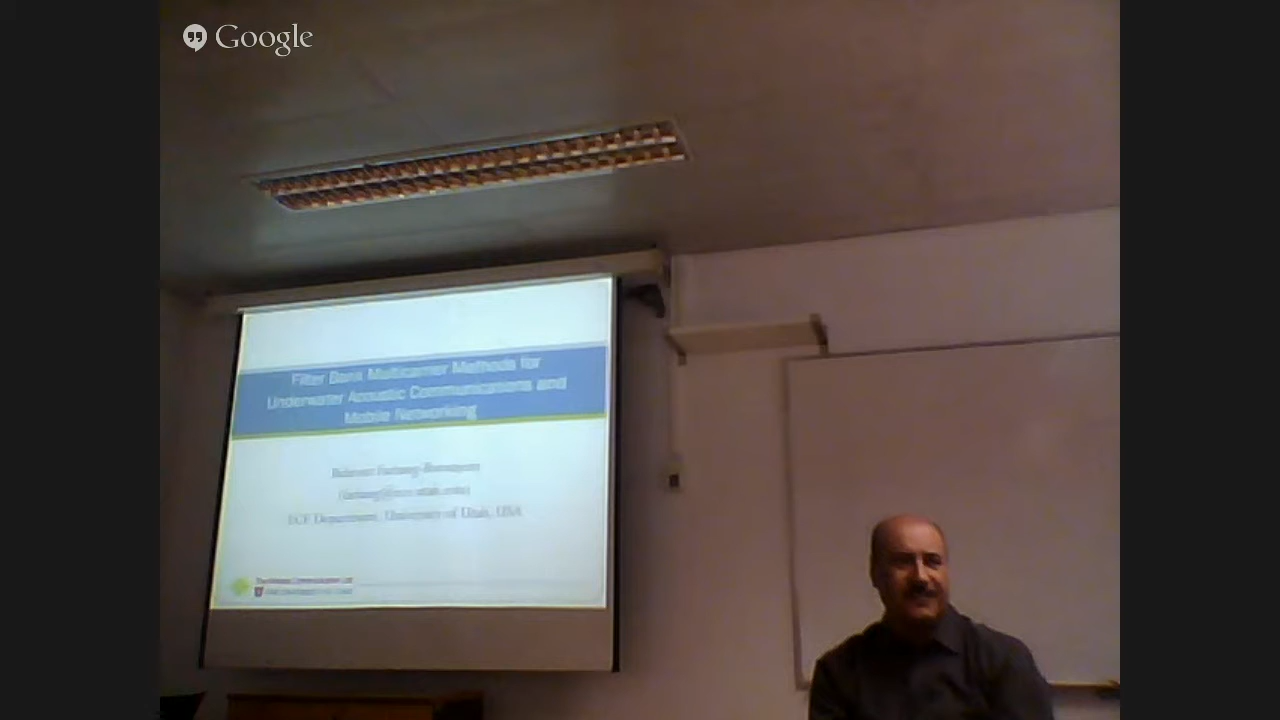 Google
Filter Bank Multicarrier Methods for
Underwater Acoustic Communications and
Mobile Networking
ECE Department, University of Utah, USA